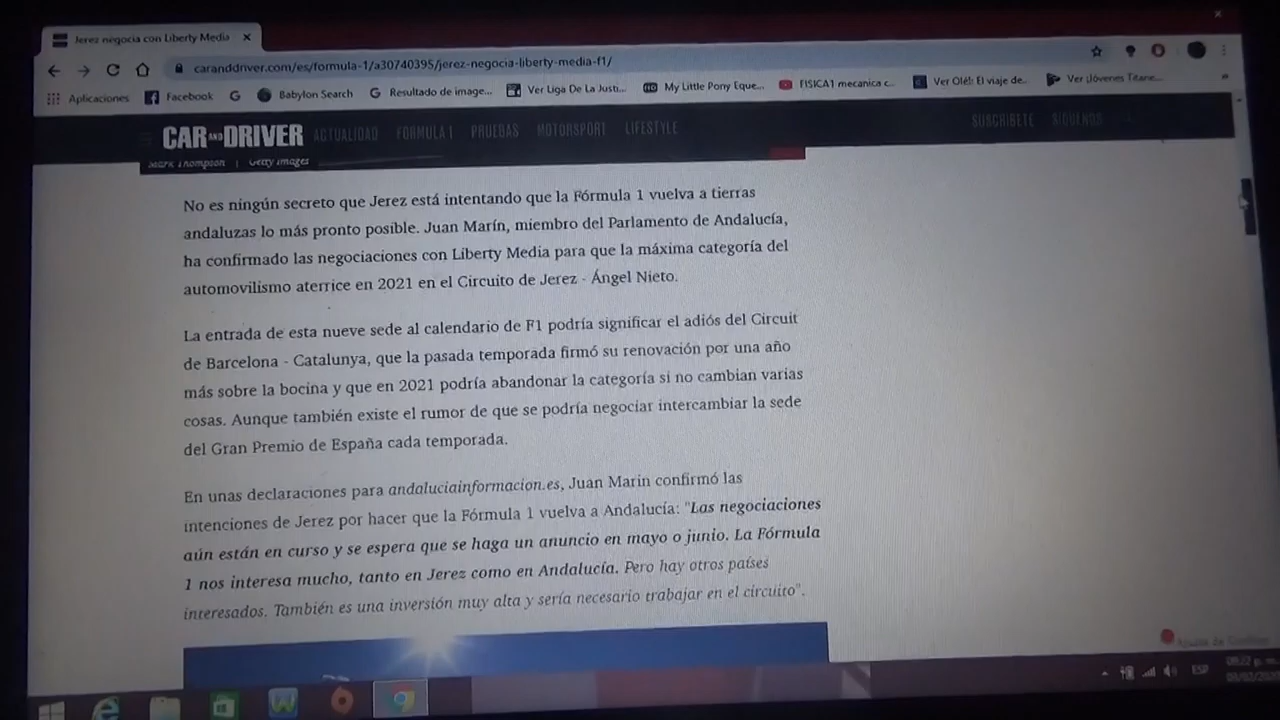 Jerez negocia con Liberty Media
caranddriver.com/es/formula-1/a30740395/jerez-negocia-liberty-media-f1/
Aplicaciones Facebook Babylon Search Resultado de image... Ver Liga De La Justi... My Little Pony Eque... FISICA1 mecanica c... Ver Olé!: El viaje de... Ver Jóvenes Titane...
CAR AND DRIVER ACTUALIDAD FORMULA 1 PRUEBAS MOTORSPORT LIFESTYLE SUSCRÍBETE SÍGUENOS
Mark Thompson | Getty Images
No es ningún secreto que Jerez está intentando que la Fórmula 1 vuelva a tierras
andaluzas lo más pronto posible. Juan Marín, miembro del Parlamento de Andalucía,
ha confirmado las negociaciones con Liberty Media para que la máxima categoría del
automovilismo aterrice en 2021 en el Circuito de Jerez - Ángel Nieto.
La entrada de esta nueve sede al calendario de F1 podría significar el adiós del Circuit
de Barcelona - Catalunya, que la pasada temporada firmó su renovación por una año
más sobre la bocina y que en 2021 podría abandonar la categoría si no cambian varias
cosas. Aunque también existe el rumor de que se podría negociar intercambiar la sede
del Gran Premio de España cada temporada.
En unas declaraciones para andaluciainformacion.es, Juan Marin confirmó las
intenciones de Jerez por hacer que la Fórmula 1 vuelva a Andalucía: "Las negociaciones
aún están en curso y se espera que se haga un anuncio en mayo o junio. La Fórmula
1 nos interesa mucho, tanto en Jerez como en Andalucía. Pero hay otros países
interesados. También es una inversión muy alta y sería necesario trabajar en el circuito".
ESP
08:22 p. m.